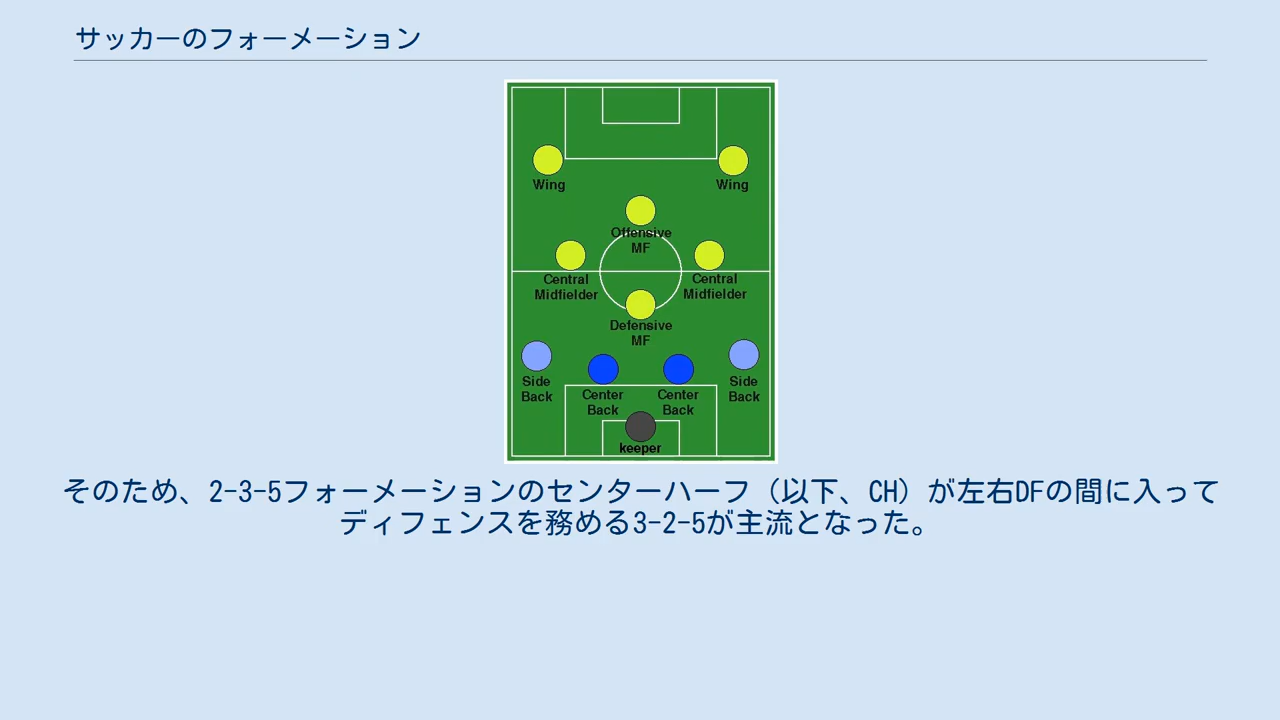 サッカーのフォーメーション
Wing
Wing
Offensive
MF
Central
Midfielder
Central
Midfielder
Defensive
MF
Side
Back
Center
Back
Center
Back
Side
Back
keeper
そのため、2-3-5フォーメーションのセンターハーフ（以下、CH）が左右DFの間に入って
ディフェンスを務める3-2-5が主流となった。